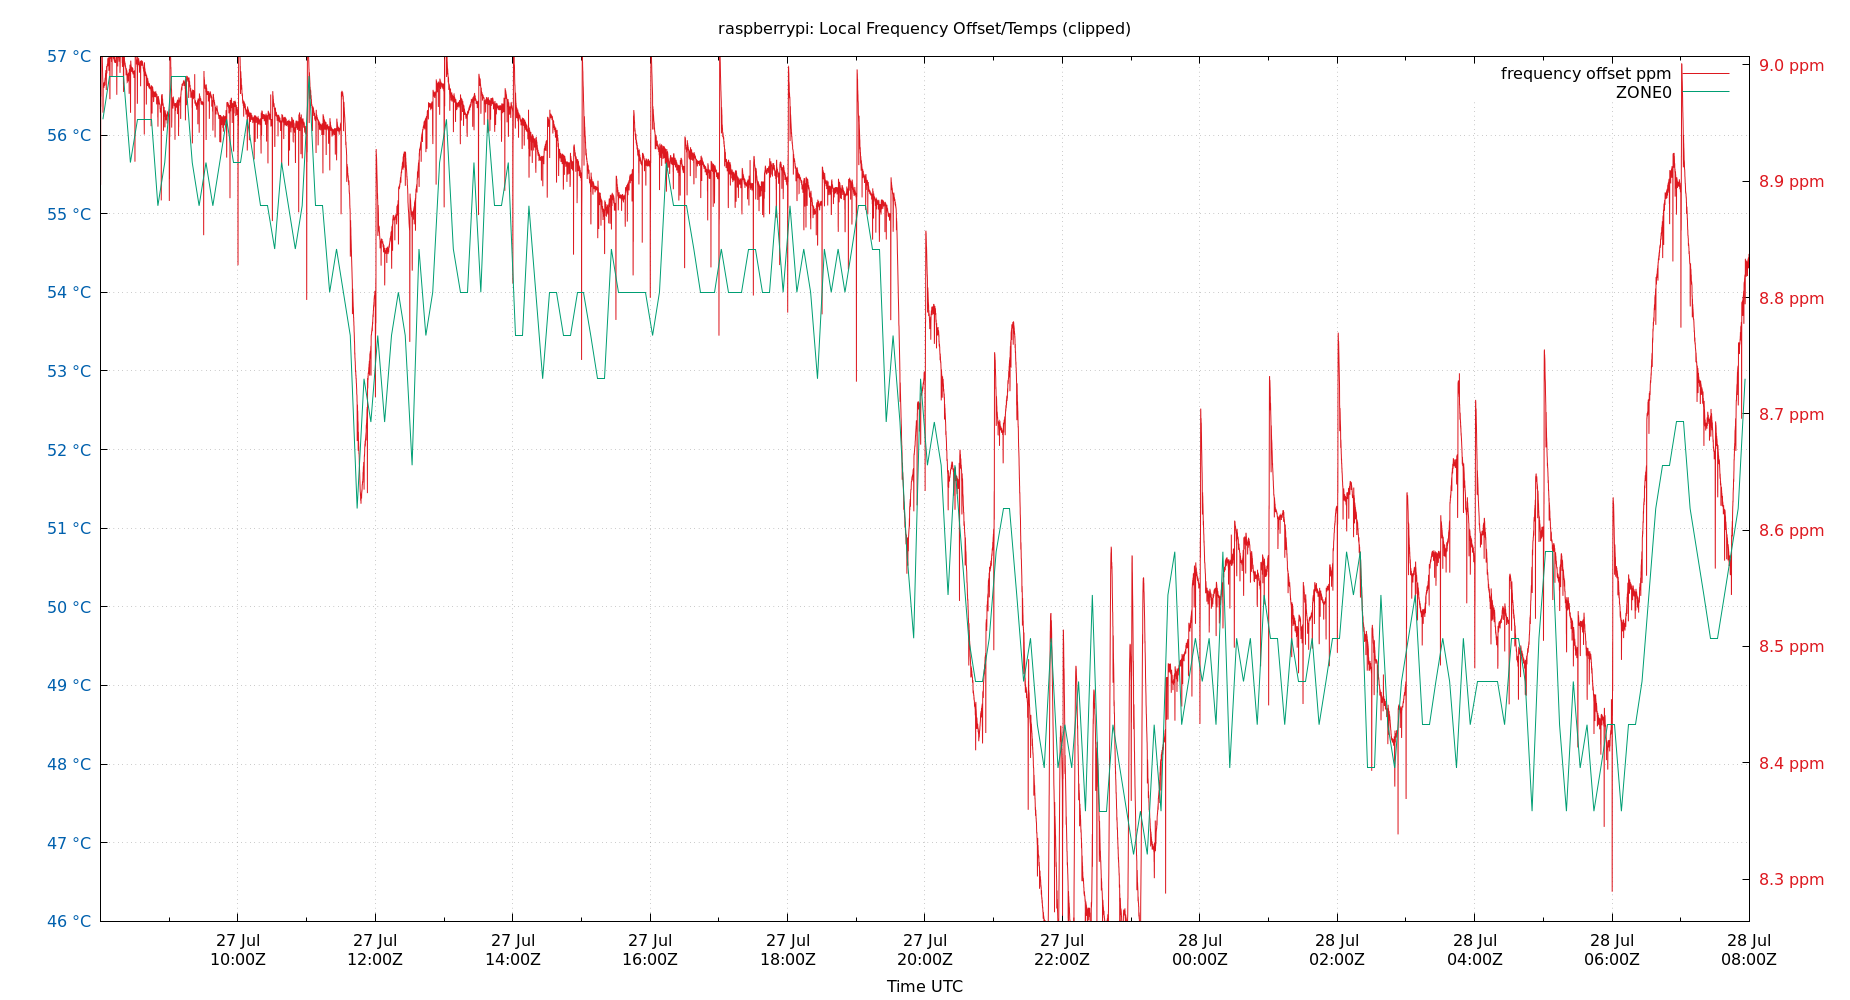 raspberrypi: Local Frequency Offset/Temps (clipped)
57 °C
56 °C
55 °C
54 °C
53 °C
52 °C
51 °C
50 °C
49 °C
48 °C
47 °C
46 °C
frequency offset ppm
ZONE0
9.0 ppm
8.9 ppm
8.8 ppm
8.7 ppm
8.6 ppm
8.5 ppm
8.4 ppm
8.3 ppm
27 Jul 27 Jul 27 Jul 27 Jul 27 Jul 27 Jul 27 Jul 28 Jul 28 Jul 28 Jul 28 Jul 28 Jul
10:00Z 12:00Z 14:00Z 16:00Z 18:00Z 20:00Z 22:00Z 00:00Z 02:00Z 04:00Z 06:00Z 08:00Z
Time UTC